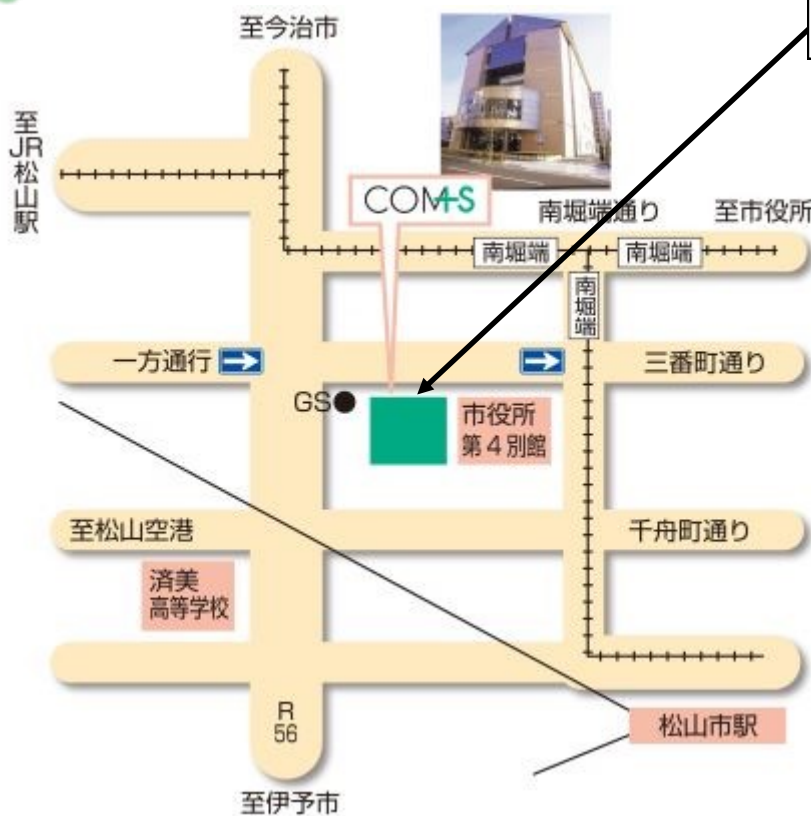 至今治市
至JR松山駅
COMS
南堀端通り
至市役所
南堀端
南堀端
南堀端
一方通行
三番町通り
GS
市役所
第4別館
至松山空港
千舟町通り
済美
高等学校
R
56
松山市駅
至伊予市